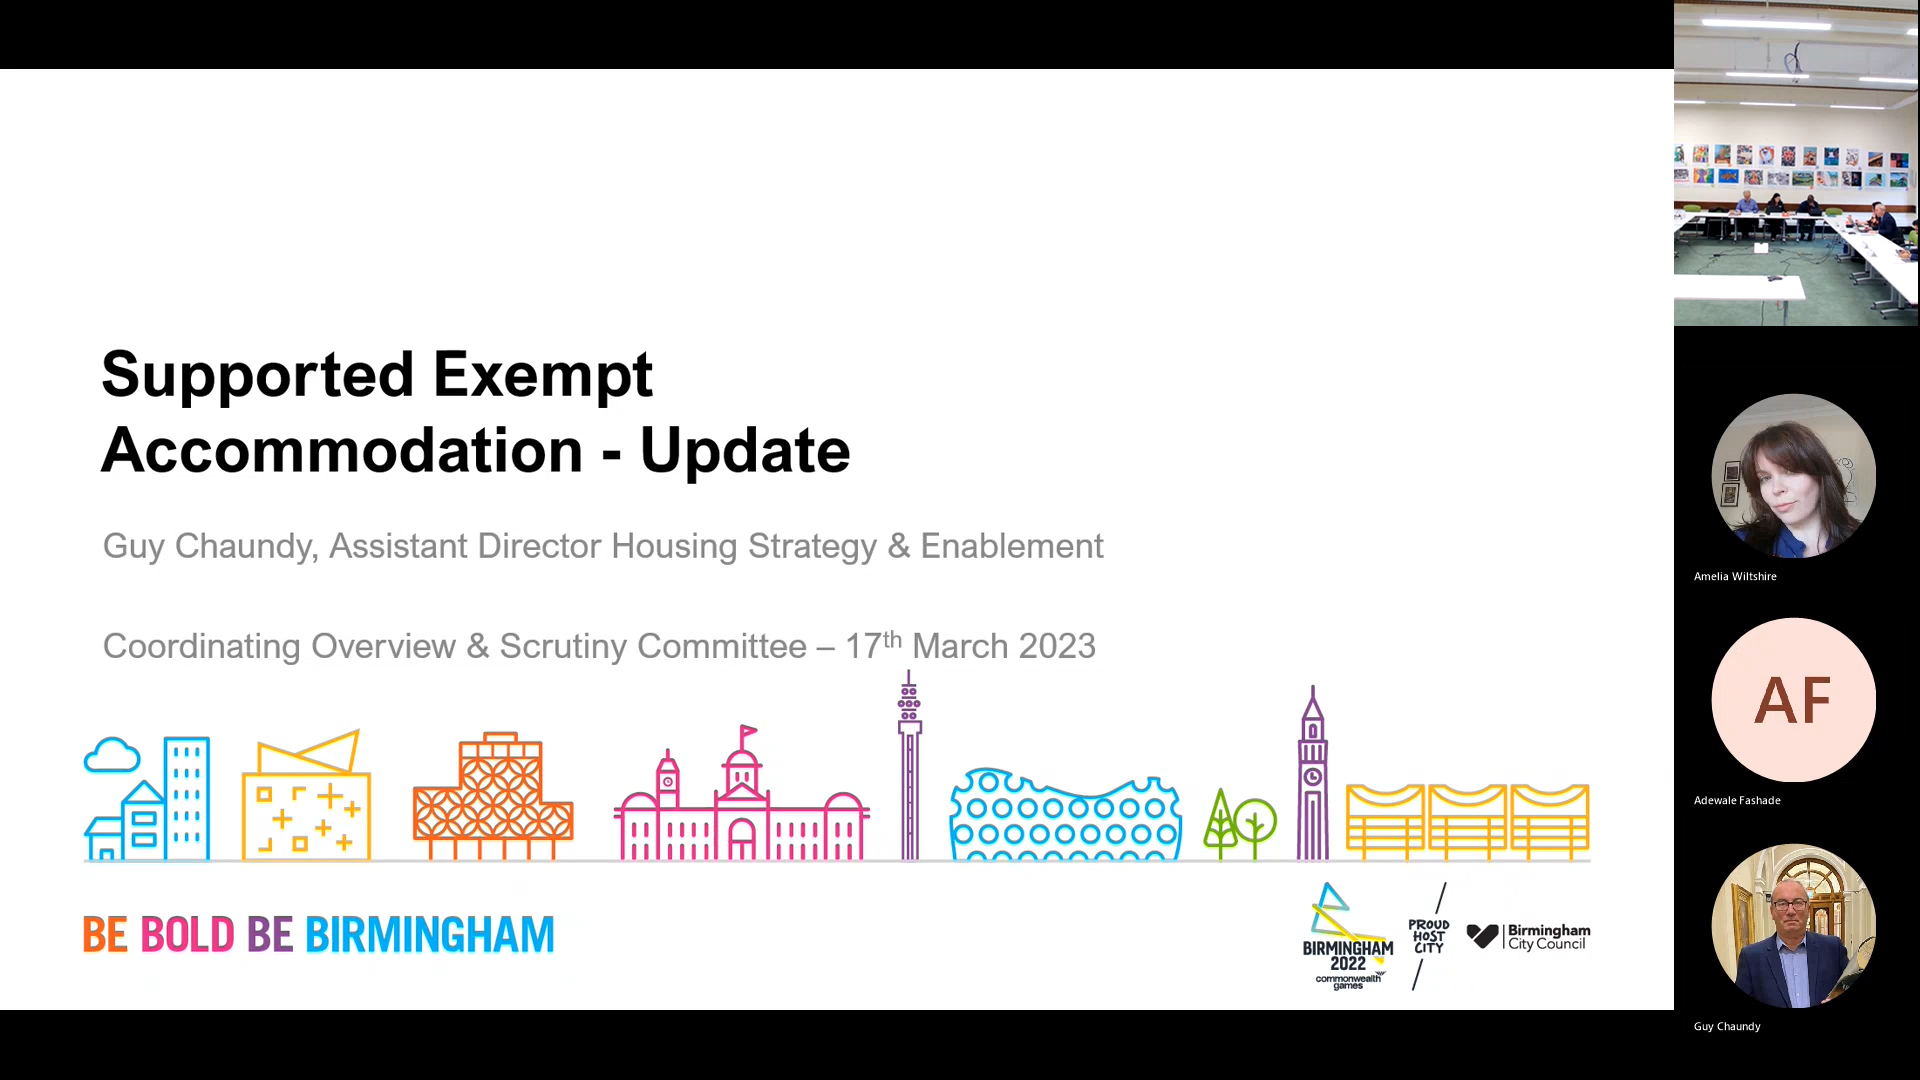 Supported Exempt
Accommodation - Update
Guy Chaundy, Assistant Director Housing Strategy & Enablement
Coordinating Overview & Scrutiny Committee – 17th March 2023
BE BOLD BE BIRMINGHAM
BIRMINGHAM
2022
commonwealth
games
PROUD
HOST
CITY
Birmingham
City Council
Amelia Wiltshire
AF
Adewale Fashade
Guy Chaundy